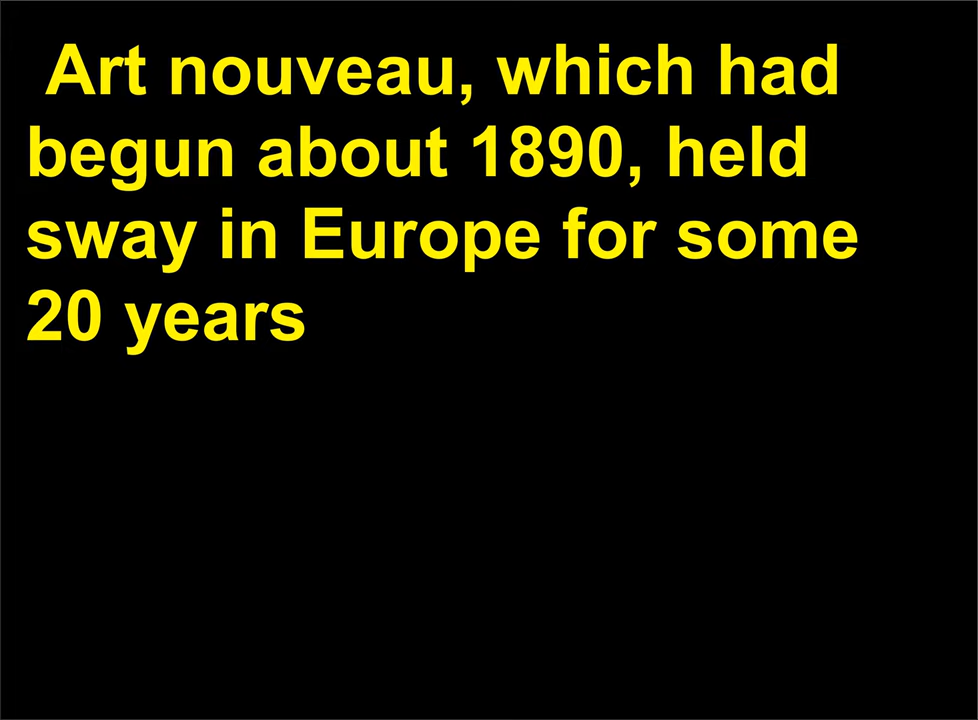 Art nouveau, which had
begun about 1890, held
sway in Europe for some
20 years